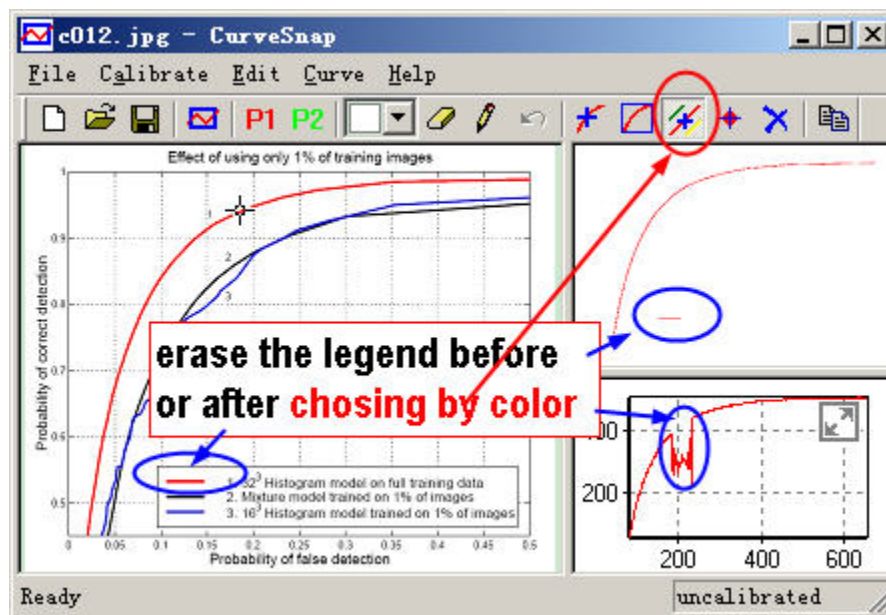 c012.jpg - CurveSnap
File Calibrate Edit Curve Help
P1 P2
Effect of using only 1% of training images
1
0.9
0.8
0.7
0.6
0.5
Probability of correct detection
1
2
3
erase the legend before
or after chosing by color
1. 32³ Histogram model on full training data
2. Mixture model trained on 1% of images
3. 16³ Histogram model trained on 1% of images
0 0.05 0.1 0.15 0.2 0.25 0.3 0.35 0.4 0.45 0.5
Probability of false detection
200
200 400 600
Ready uncalibrated